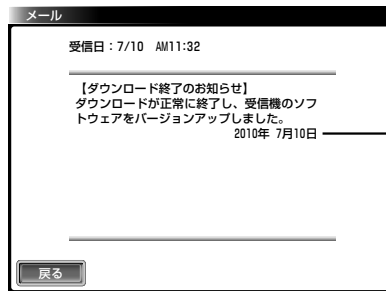 メール
受信日：7/10 AM11:32
【ダウンロード終了のお知らせ】
ダウンロードが正常に終了し、受信機のソフ
トウェアをバージョンアップしました。
2010年 7月10日
戻る